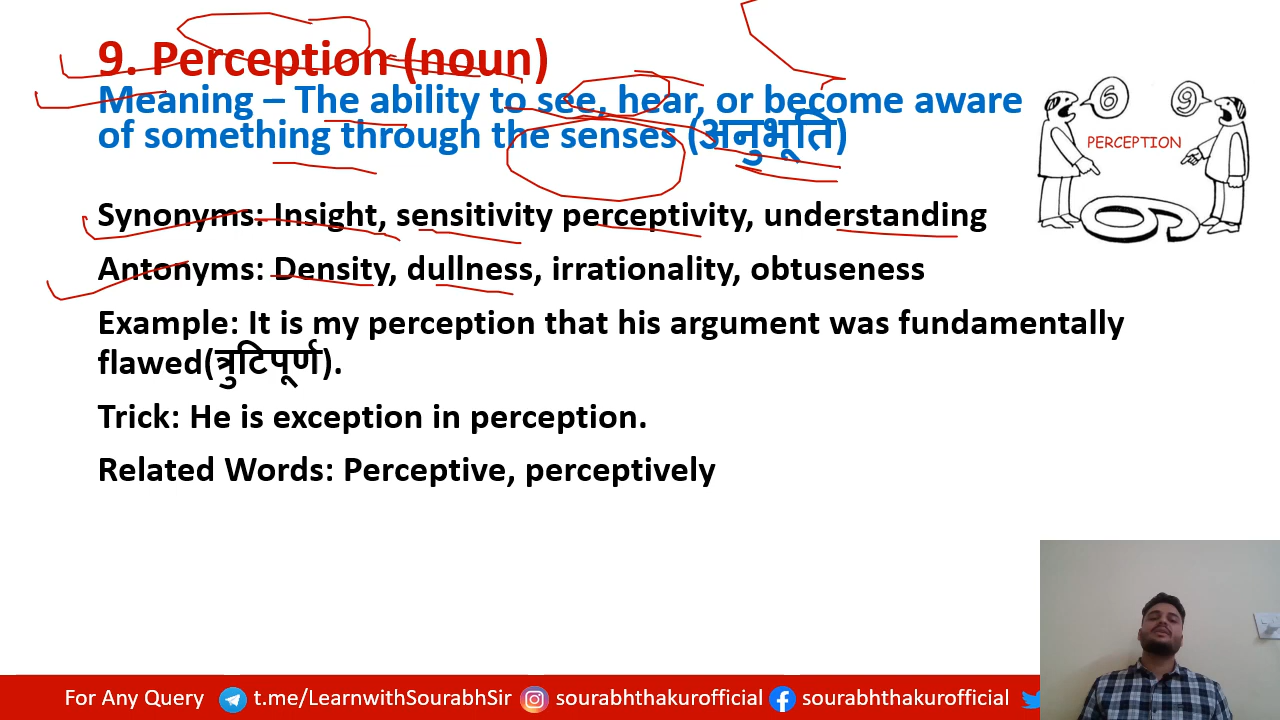 9. Perception (noun)
Meaning – The ability to see, hear, or become aware
of something through the senses (अनुभूति)
6
9
PERCEPTION
Synonyms: Insight, sensitivity perceptivity, understanding
Antonyms: Density, dullness, irrationality, obtuseness
Example: It is my perception that his argument was fundamentally
flawed(त्रुटिपूर्ण).
Trick: He is exception in perception.
Related Words: Perceptive, perceptively
For Any Query t.me/LearnwithSourabhSir sourabhthakurofficial sourabhthakurofficial